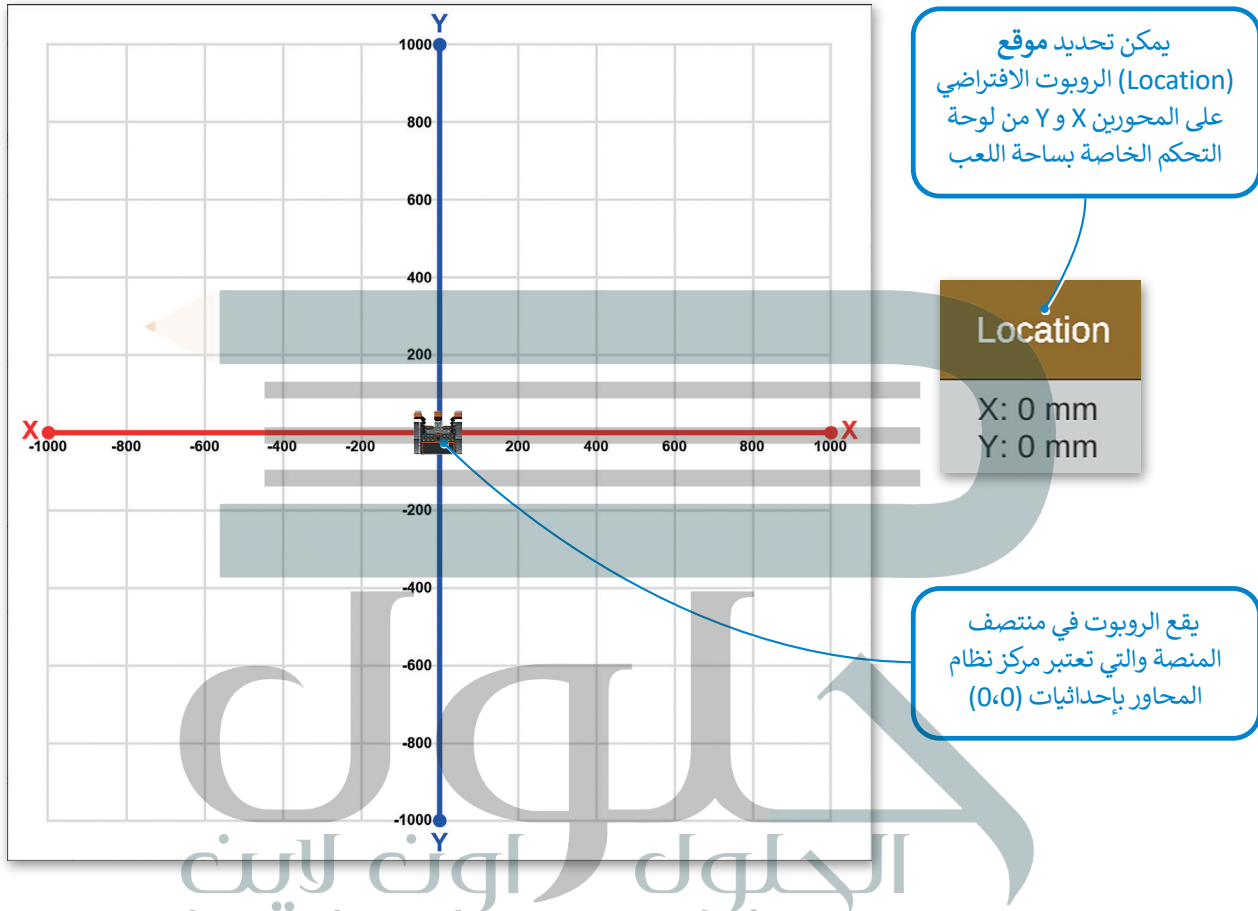 Y
1000
800
600
400
200
X
X
-1000 -800 -600 -400 -200 200 400 600 800 1000
-200
-400
-600
-800
-1000
Y
يمكن تحديد موقع
(Location) الروبوت الافتراضي
على المحورين X و Y من لوحة
التحكم الخاصة بساحة اللعب
Location
X: 0 mm
Y: 0 mm
يقع الروبوت في منتصف
المنصة والتي تعتبر مركز نظام
المحاور بإحداثيات (0،0)
حلول
الحلول اون لاين